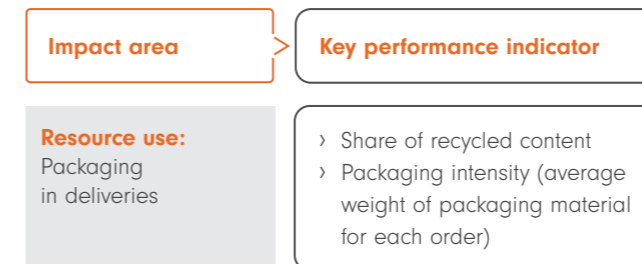 Impact area
Key performance indicator
Resource use:
Packaging
in deliveries
› Share of recycled content
› Packaging intensity (average
weight of packaging material
for each order)